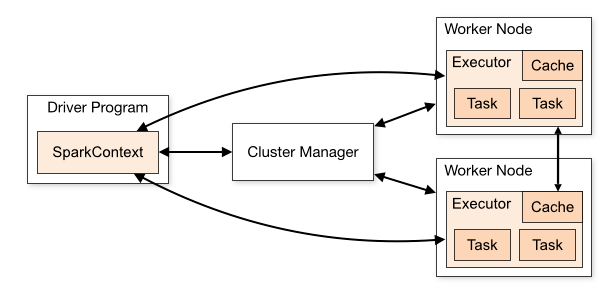 Driver Program
SparkContext
Cluster Manager
Worker Node
Executor
Cache
Task
Task
Worker Node
Executor
Cache
Task
Task